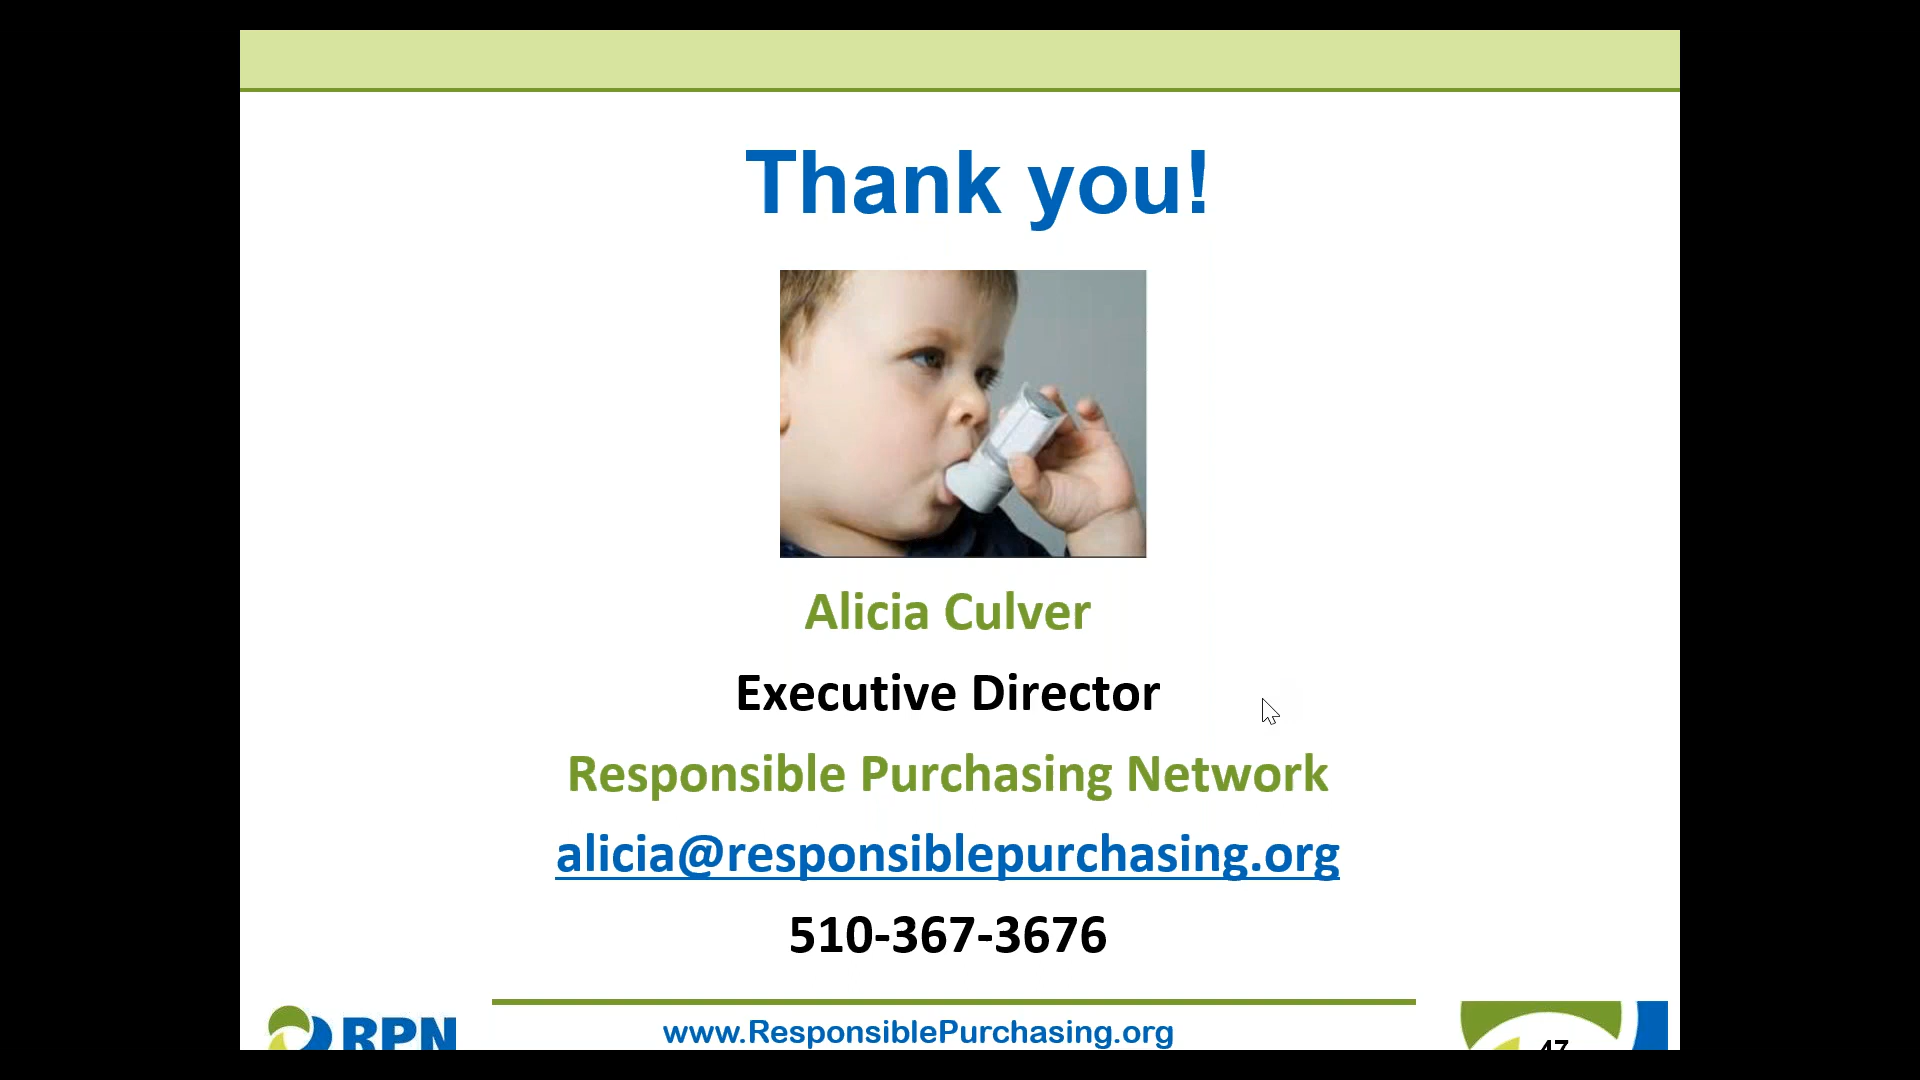 Thank you!
Alicia Culver
Executive Director
Responsible Purchasing Network
alicia@responsiblepurchasing.org
510-367-3676
RPN
www.ResponsiblePurchasing.org
47